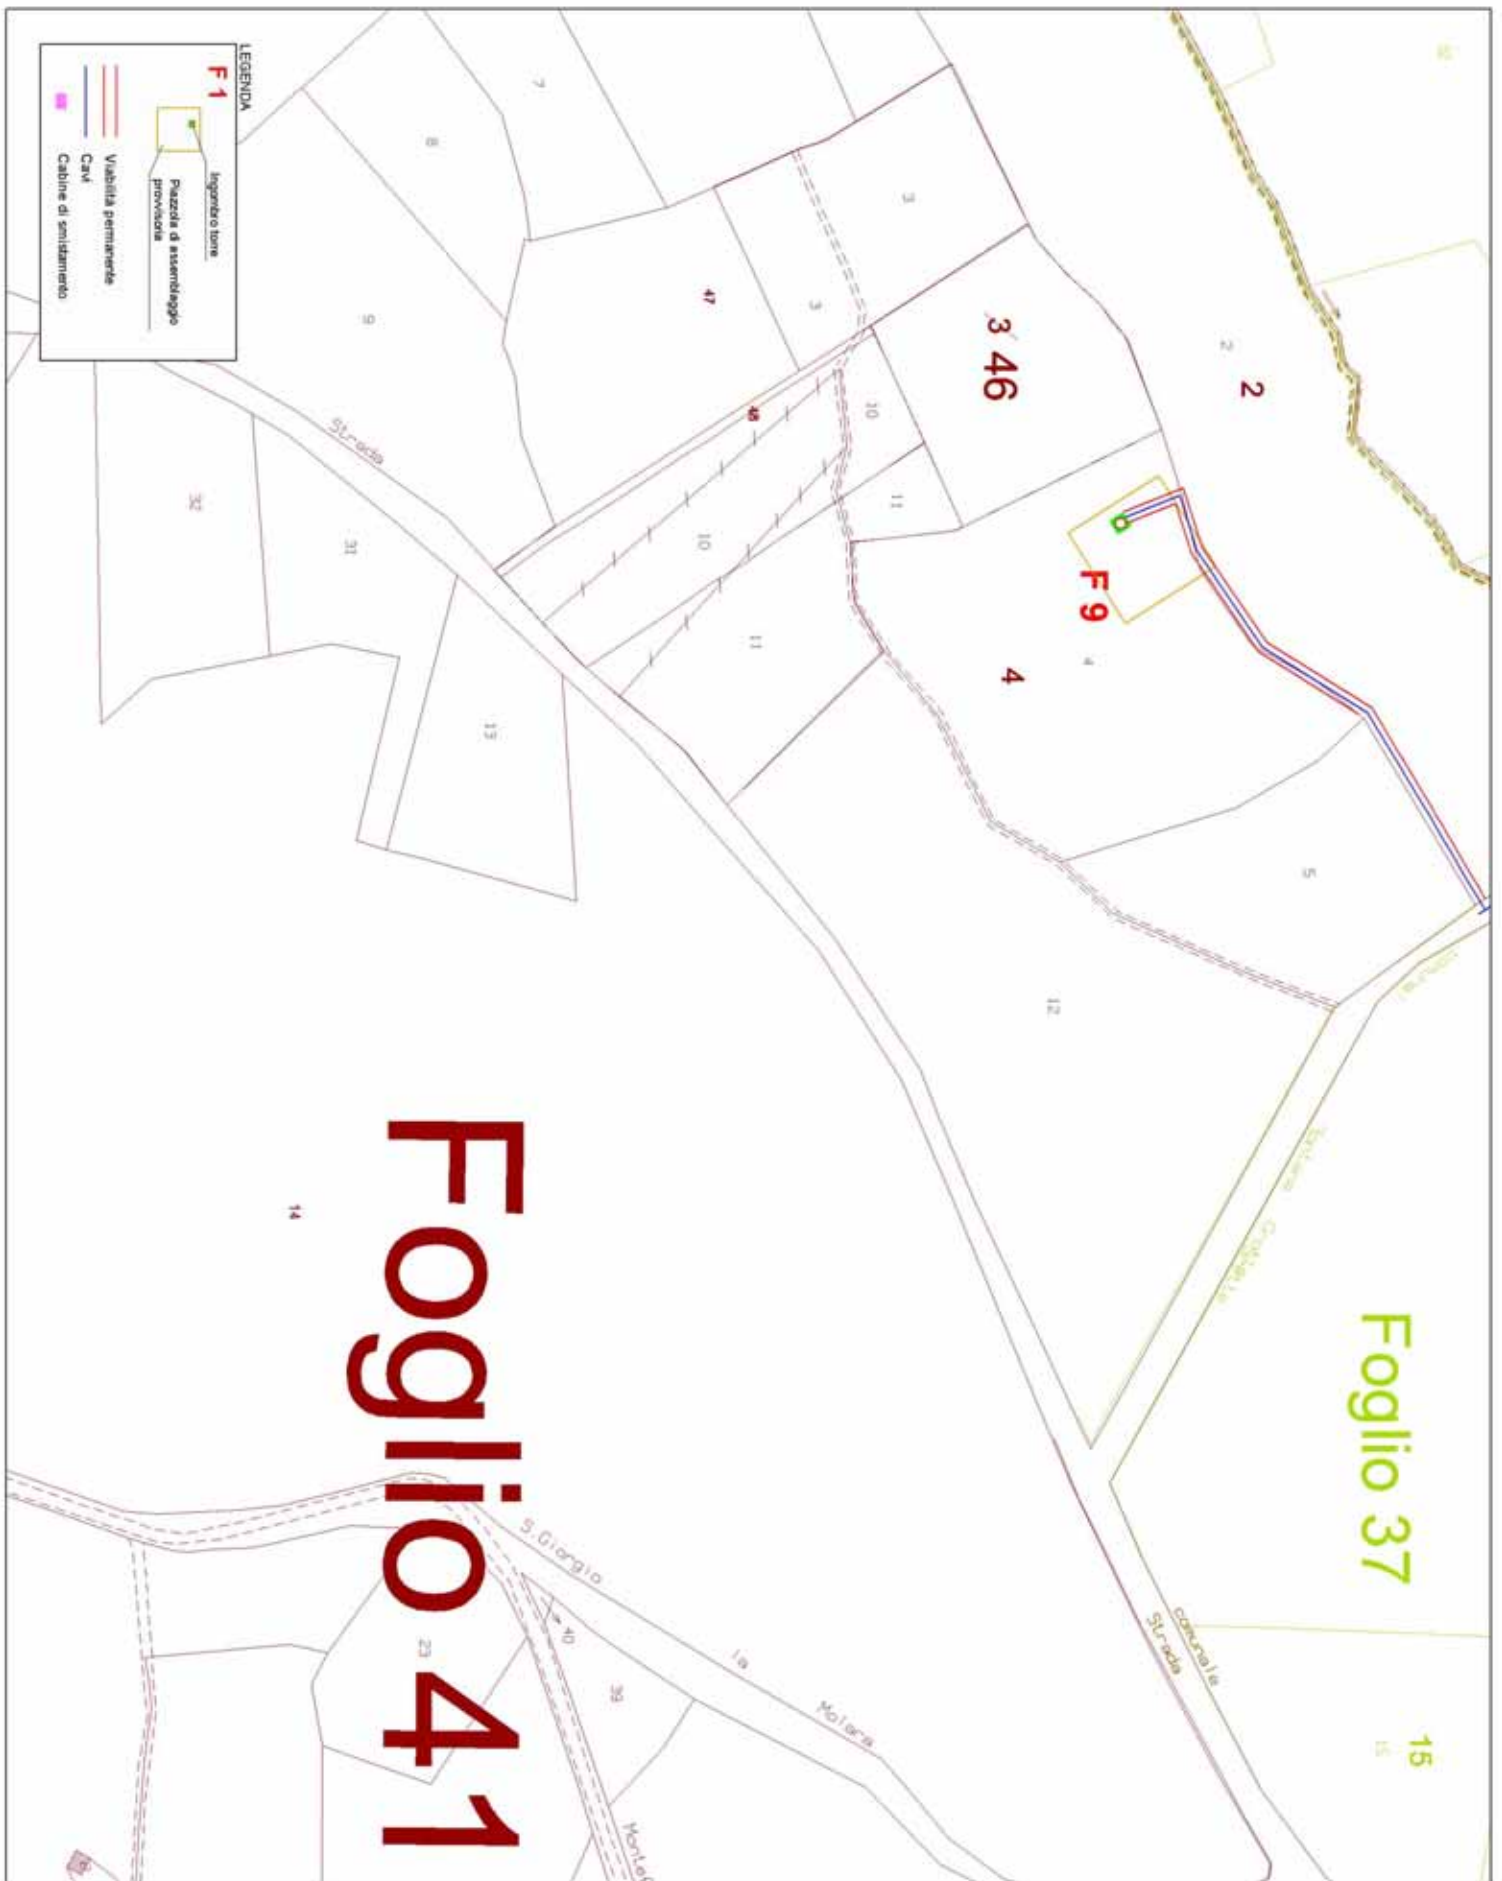 LEGENDA
F 1
Ingombro torre
Piazzola di assemblaggio
provvisoria
Viabilità permanente
Cavi
Cabine di smistamento
Foglio 37
15
15
2
2
3 46
F 9
4
4
5
3
3
7
8
9
47
48
10
10
11
11
12
13
31
32
14
Strada
Foglio 41
Strada
comunale
S.Giorgio
la
Molara
40
39
23